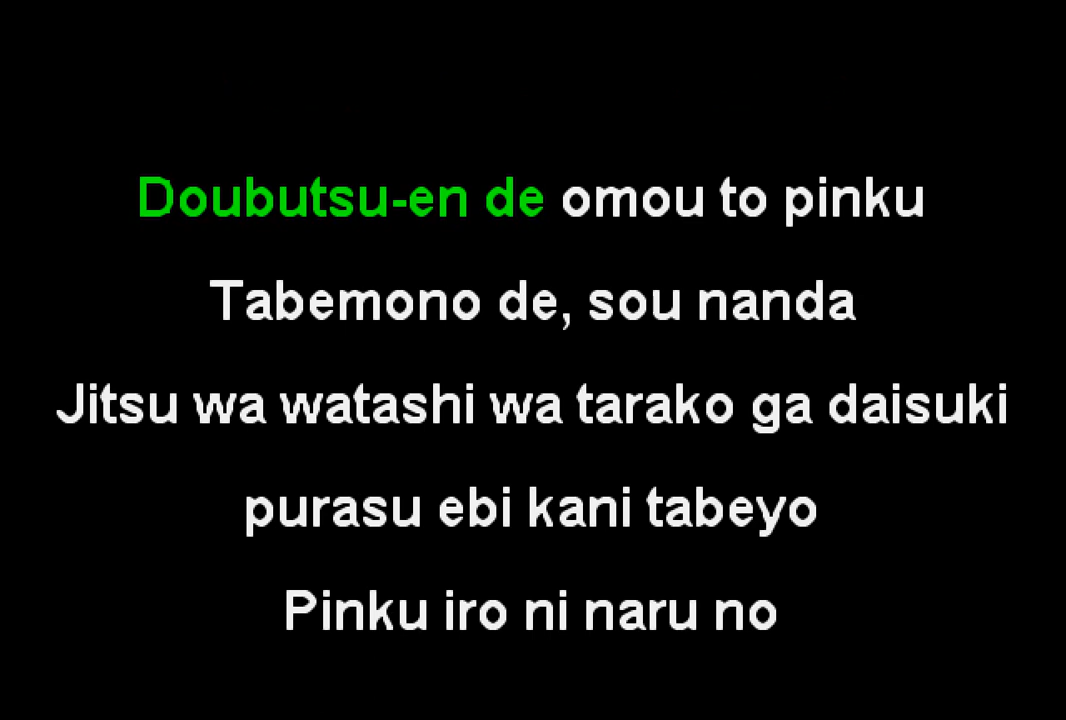 Doubutsu-en de omou to pinku
Tabemono de, sou nanda
Jitsu wa watashi wa tarako ga daisuki
purasu ebi kani tabeyo
Pinku iro ni naru no